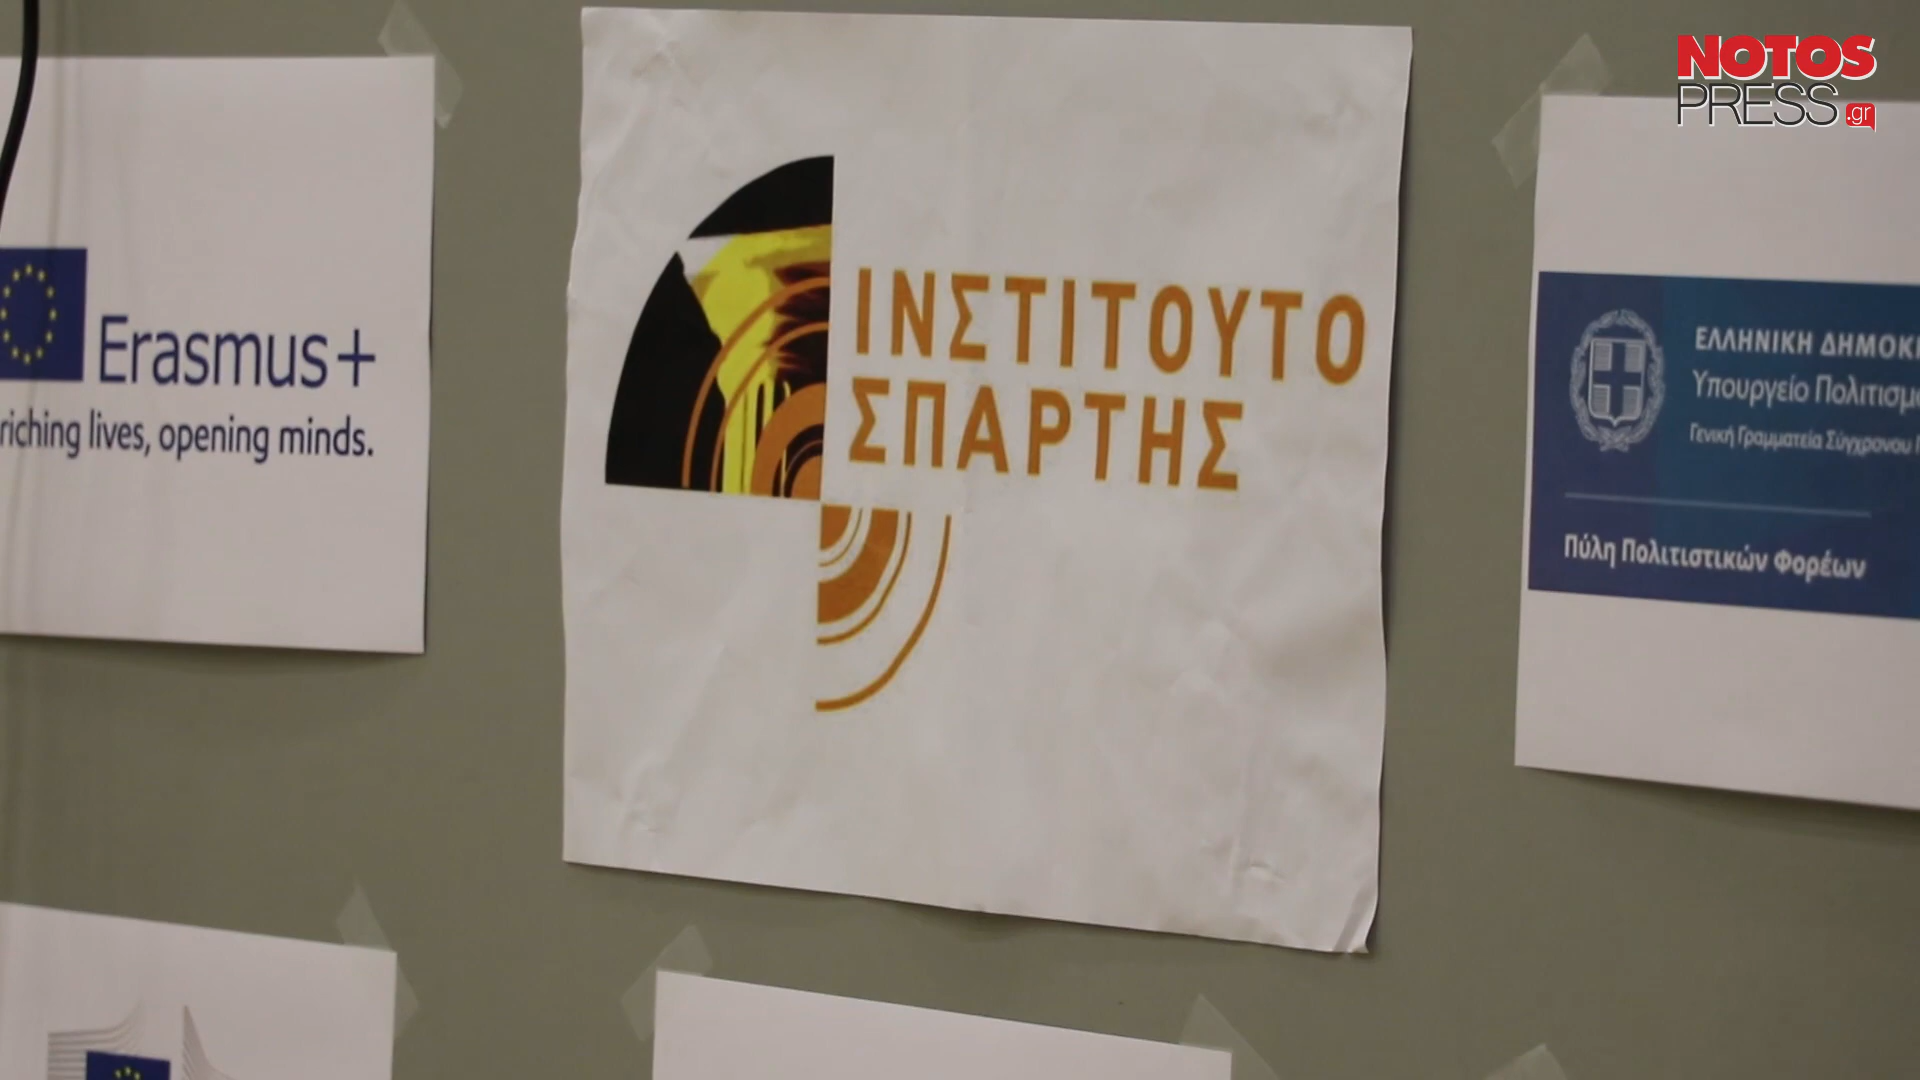 NOTOS
PRESS.gr
Erasmus+
riching lives, opening minds.
ΙΝΣΤΙΤΟΥΤΟ
ΣΠΑΡΤΗΣ
ΕΛΛΗΝΙΚΗ ΔΗΜΟΚ
Υπουργείο Πολιτισμ
Γενική Γραμματεία Σύγχρονου
Πύλη Πολιτιστικών Φορέων